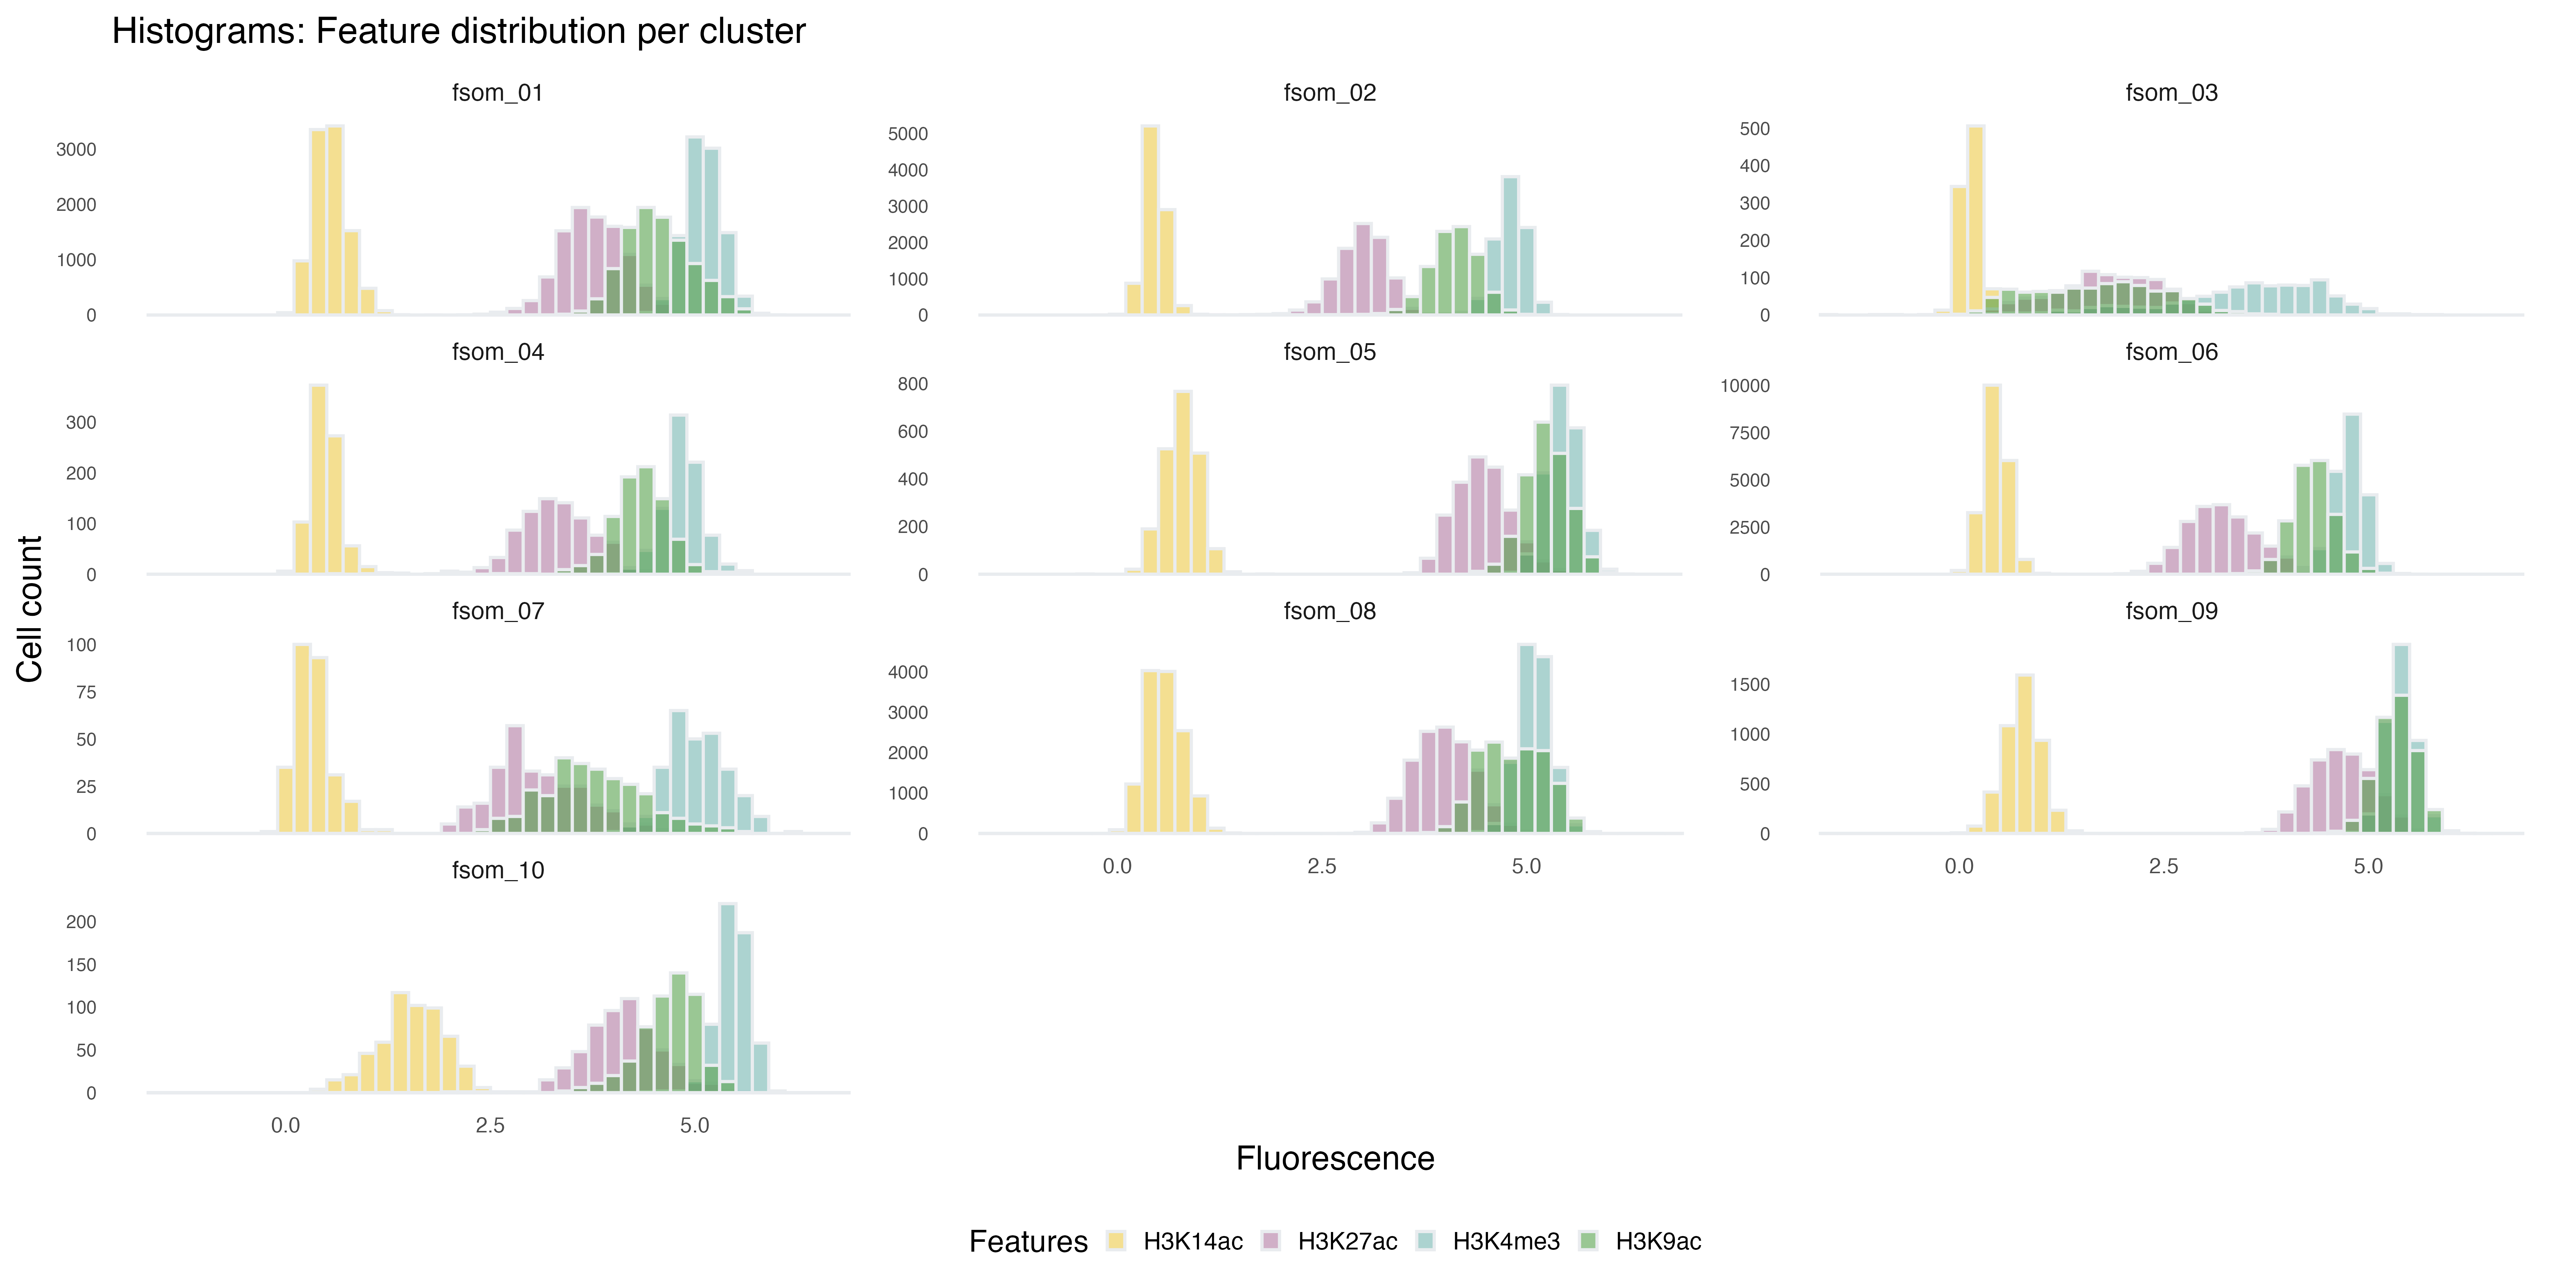 Histograms: Feature distribution per cluster
fsom_01
fsom_02
fsom_03
3000
2000
1000
0
5000
4000
3000
2000
1000
0
500
400
300
200
100
0
fsom_04
fsom_05
fsom_06
300
200
100
0
800
600
400
200
0
10000
7500
5000
2500
0
fsom_07
fsom_08
fsom_09
100
75
50
25
0
4000
3000
2000
1000
0
1500
1000
500
0
0.0 2.5 5.0
0.0 2.5 5.0
fsom_10
200
150
100
50
0
0.0 2.5 5.0
Cell count
Fluorescence
Features H3K14ac H3K27ac H3K4me3 H3K9ac